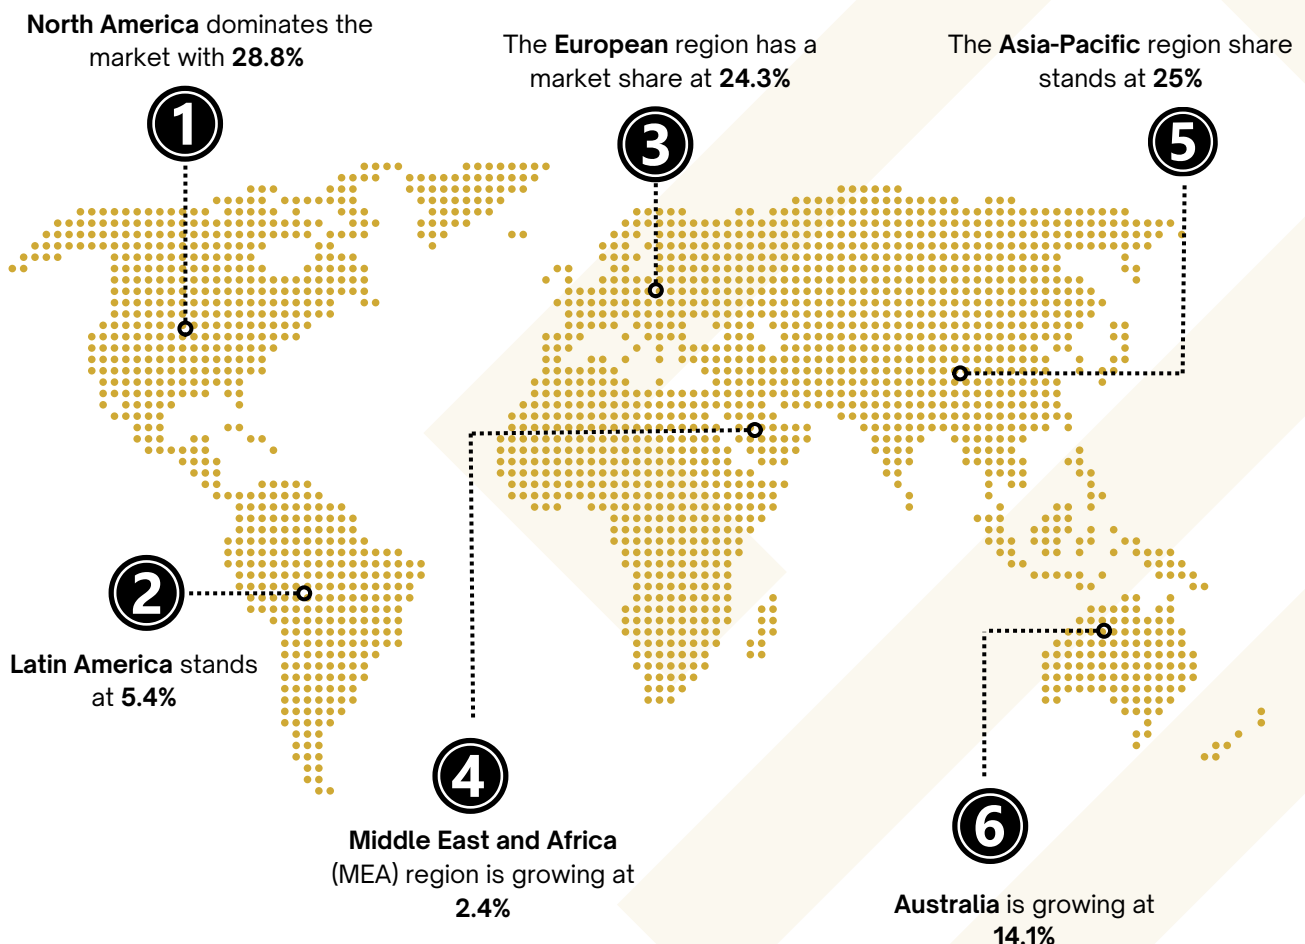 North America dominates the
market with 28.8%
1
The European region has a
market share at 24.3%
3
The Asia-Pacific region share
stands at 25%
5
2
Latin America stands
at 5.4%
4
Middle East and Africa
(MEA) region is growing at
2.4%
6
Australia is growing at
14.1%